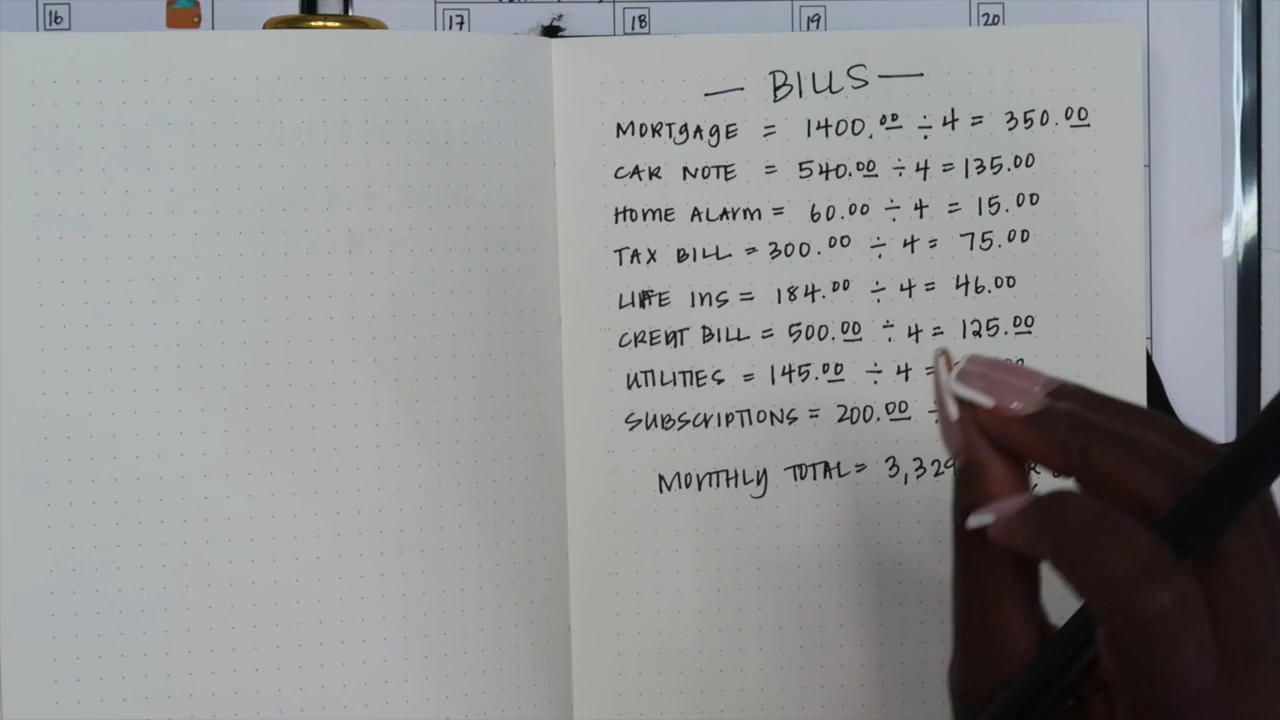 16 17 18 19 20
— BILLS —
MORTGAGE = 1400.00 ÷ 4 = 350.00
CAR NOTE = 540.00 ÷ 4 = 135.00
HOME ALARM = 60.00 ÷ 4 = 15.00
TAX BILL = 300.00 ÷ 4 = 75.00
LIFE INS = 184.00 ÷ 4 = 46.00
CREDIT BILL = 500.00 ÷ 4 = 125.00
UTILITIES = 145.00 ÷ 4 =
SUBSCRIPTIONS = 200.00 ÷
MONTHLY TOTAL = 3,329